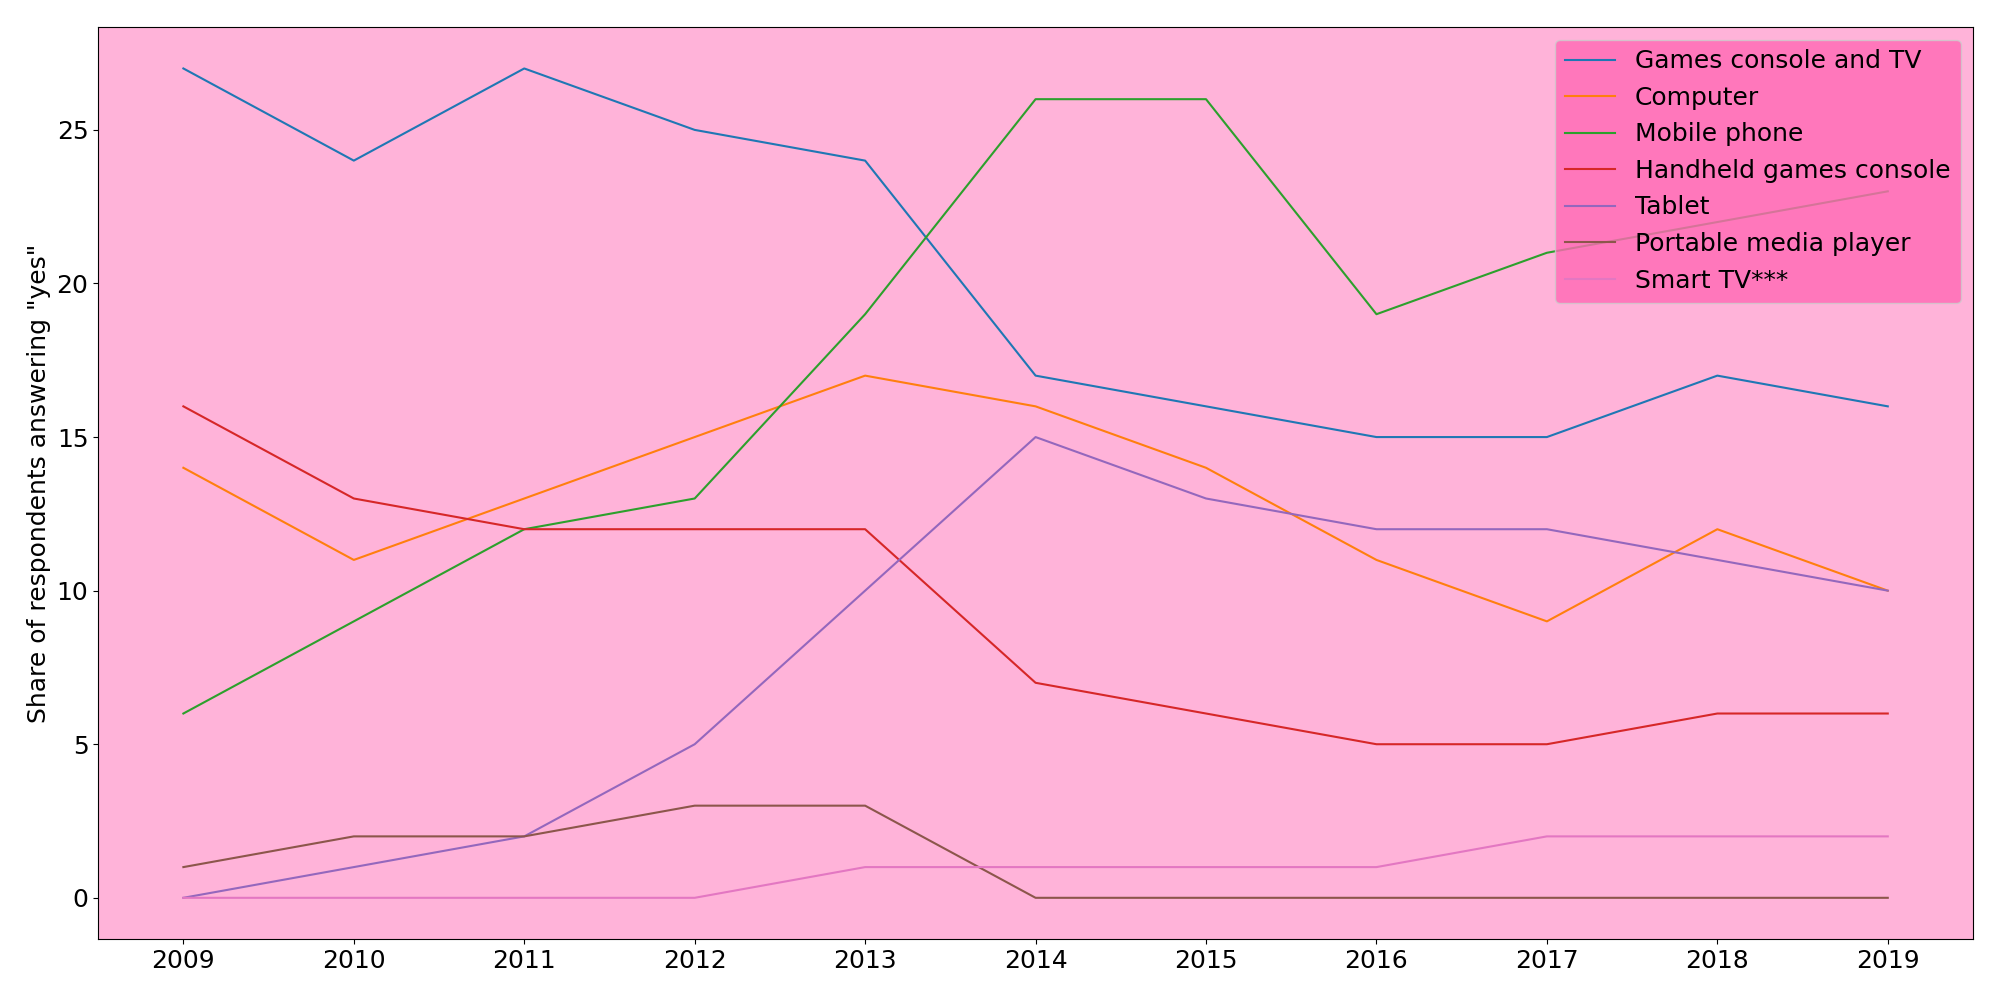 Games console and TV
Computer
Mobile phone
Handheld games console
Tablet
Portable media player
Smart TV***
Share of respondents answering "yes"
25
20
15
10
5
0
2009 2010 2011 2012 2013 2014 2015 2016 2017 2018 2019